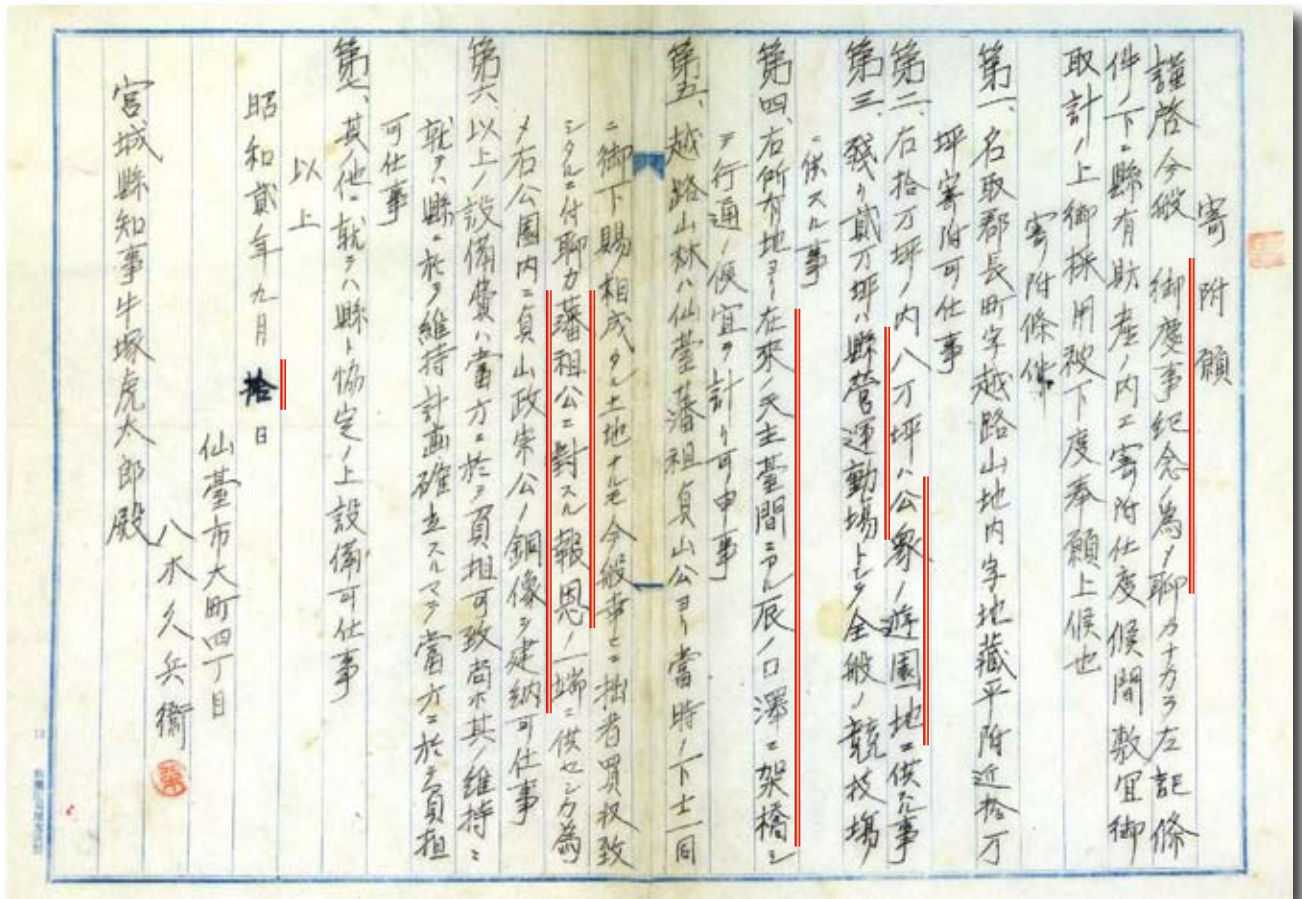 寄附願
謹啓今般　御慶事紀念ノ為メ聊カナカラ左記條
件ノ下ニ縣有財産ノ内エ寄附仕度候間敷宜御
取計ノ上御採用被下度奉願上候也
寄附條件
第一、名取郡長町字越路山地内字地蔵平附近拾万
坪寄附可仕事
第二、右拾万坪ノ内八万坪ハ公衆ノ遊園地ニ供スル事
第三、残リ貳万坪ハ縣営運動場トシテ全般ノ競技場
ニ供スル事
第四、右所有地ヨリ在来ノ天主臺間ニアル辰ノ口澤ニ架橋シ
テ行通ノ便宜ヲ計リ可申事
第五、越路山林ハ仙臺藩祖貞山公ヨリ當時ノ下士一同
ニ御下賜相成タル土地ナルモ今般幸ヒニ拙者買収致
シタルニ付聊カ藩祖公ニ對スル報恩ノ一端ニ供センカ為
メ右公園内ニ貞山政宗公ノ銅像ヲ建納可仕事
第六、以上ノ設備費ハ當方ニ於テ負担可致尚ホ其ノ維持ニ
就テハ縣ニ於テ維持計画確立スルマテ當方ニ於テ負担
可仕事
第七、其ノ他ニ就テハ縣ト協定ノ上設備可仕事
以上
昭和貳年九月拾日
仙臺市大町四丁目
八木久兵衛
宮城縣知事牛塚虎太郎殿